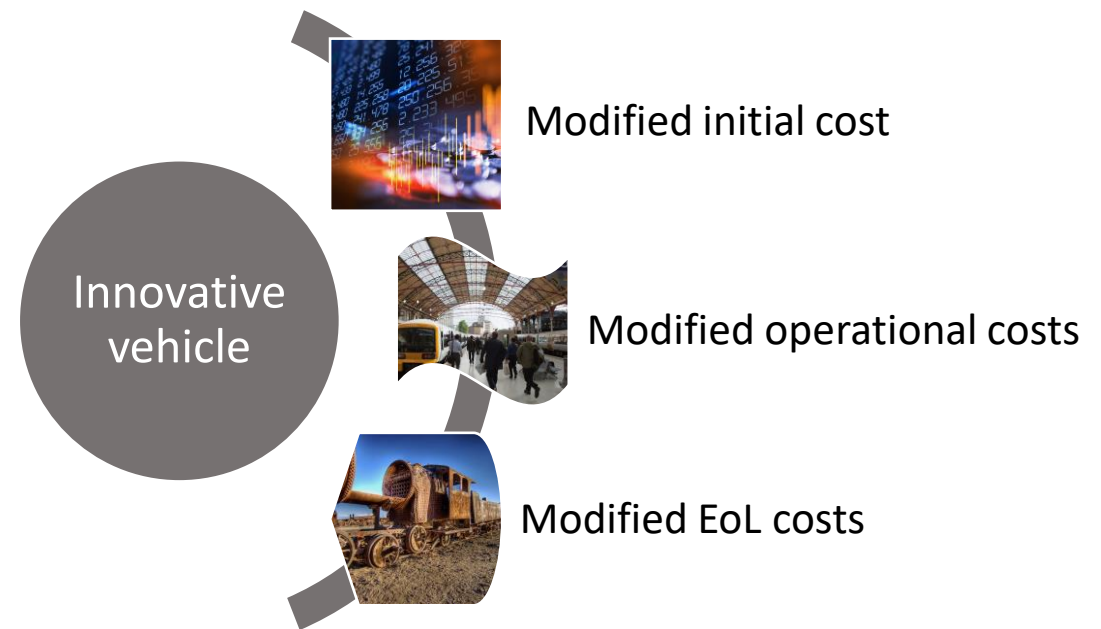 Innovative
vehicle
Modified initial cost
Modified operational costs
Modified EoL costs